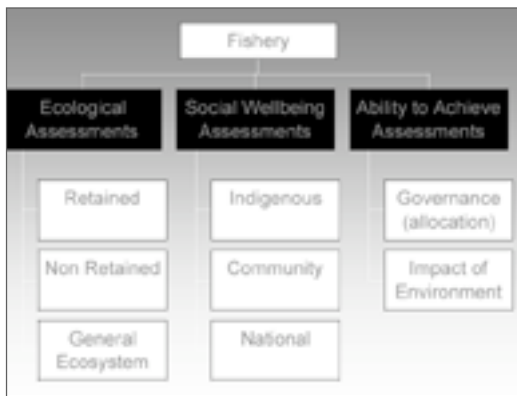 Fishery
Ecological
Assessments
Social Wellbeing
Assessments
Ability to Achieve
Assessments
Retained
Non Retained
General
Ecosystem
Indigenous
Community
National
Governance
(allocation)
Impact of
Environment